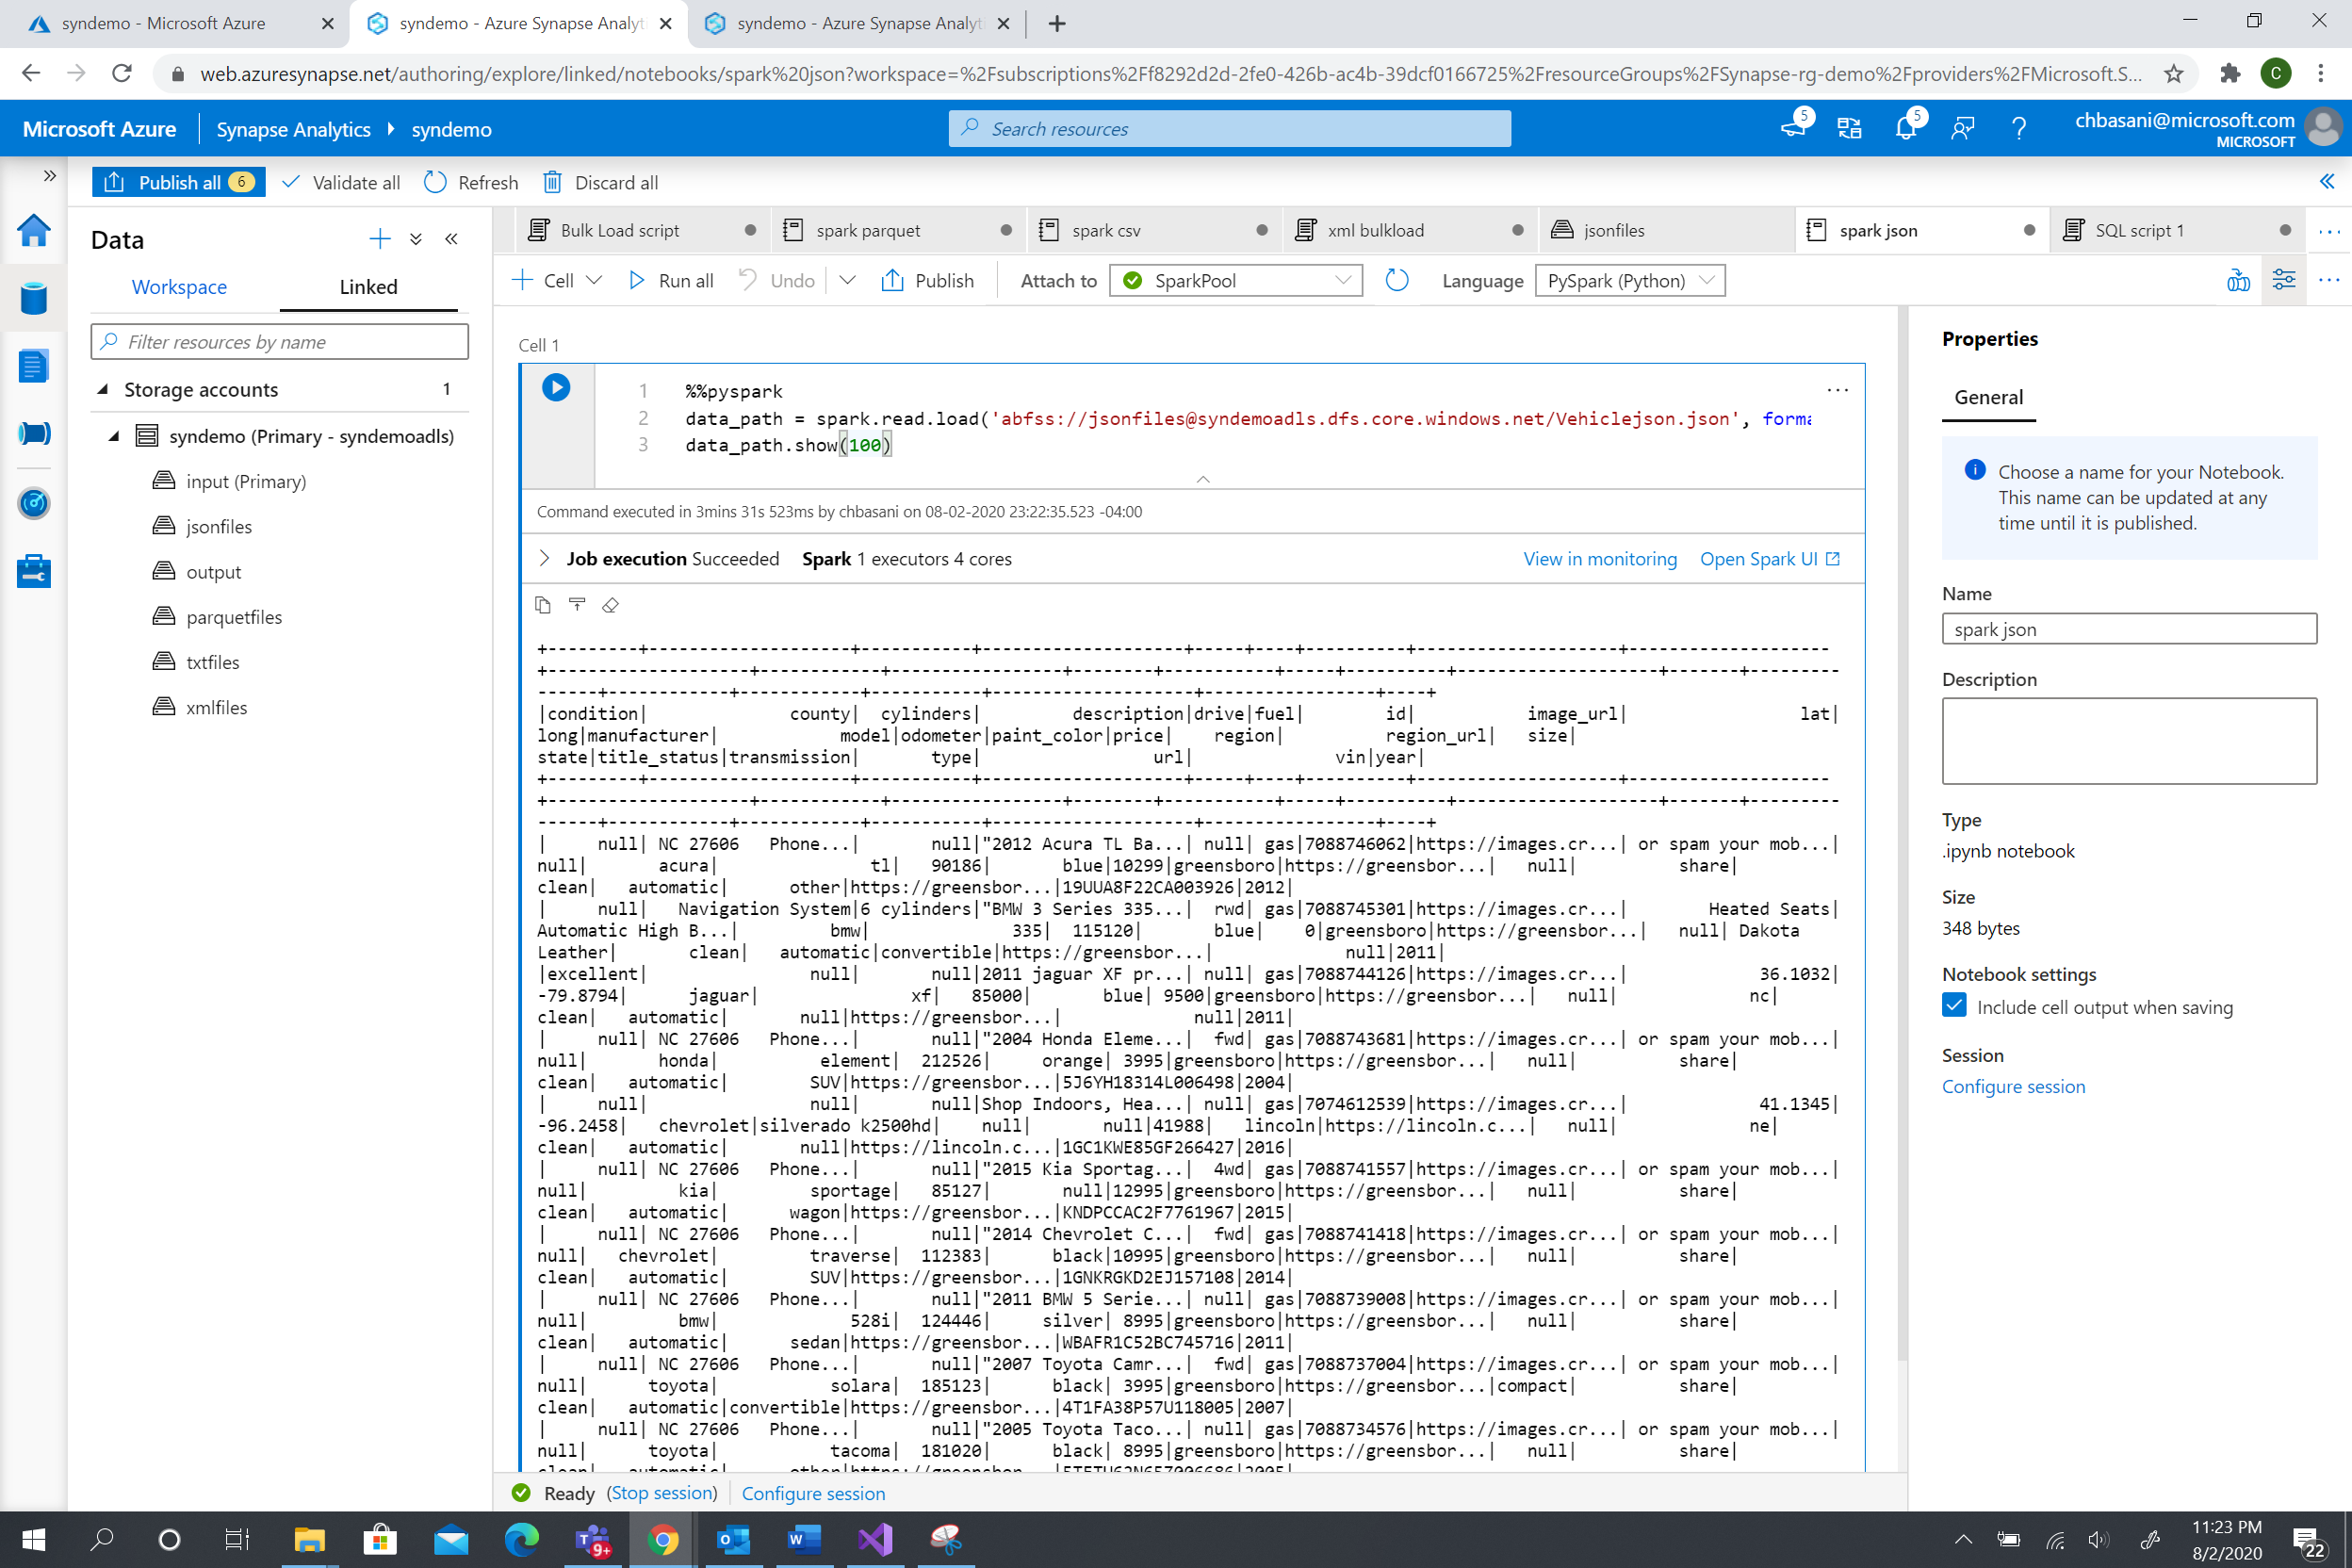 syndemo - Microsoft Azure
syndemo - Azure Synapse Analyt
syndemo - Azure Synapse Analyt
web.azuresynapse.net/authoring/explore/linked/notebooks/spark%20json?workspace=%2Fsubscriptions%2Ff8292d2d-2fe0-426b-ac4b-39dcf0166725%2FresourceGroups%2FSynapse-rg-demo%2Fproviders%2FMicrosoft.S...
C
Microsoft Azure
Synapse Analytics
syndemo
Search resources
5
5
chbasani@microsoft.com
MICROSOFT
Publish all 6
Validate all
Refresh
Discard all
Data
Workspace
Linked
Filter resources by name
Storage accounts 1
syndemo (Primary - syndemoadls)
input (Primary)
jsonfiles
output
parquetfiles
txtfiles
xmlfiles
Bulk Load script
spark parquet
spark csv
xml bulkload
jsonfiles
spark json
SQL script 1
Cell
Run all
Undo
Publish
Attach to
SparkPool
Language
PySpark (Python)
Cell 1
1 %%pyspark
2 data_path = spark.read.load('abfss://jsonfiles@syndemoadls.dfs.core.windows.net/Vehiclejson.json', forma
3 data_path.show(100)
Command executed in 3mins 31s 523ms by chbasani on 08-02-2020 23:22:35.523 -04:00
Job execution Succeeded Spark 1 executors 4 cores
View in monitoring
Open Spark UI
|condition| county| cylinders| description|drive|fuel| id| image_url| lat|
long|manufacturer| model|odometer|paint_color|price| region| region_url| size|
state|title_status|transmission| type| url| vin|year|
| null| NC 27606 Phone...| null|"2012 Acura TL Ba...| null| gas|7088746062|https://images.cr...| or spam your mob...|
null| acura| tl| 90186| blue|10299|greensboro|https://greensbor...| null| share|
clean| automatic| other|https://greensbor...|19UUA8F22CA003926|2012|
| null| Navigation System|6 cylinders|"BMW 3 Series 335...| rwd| gas|7088745301|https://images.cr...| Heated Seats|
Automatic High B...| bmw| 335| 115120| blue| 0|greensboro|https://greensbor...| null| Dakota
Leather| clean| automatic|convertible|https://greensbor...| null|2011|
|excellent| null| null|2011 jaguar XF pr...| null| gas|7088744126|https://images.cr...| 36.1032|
-79.8794| jaguar| xf| 85000| blue| 9500|greensboro|https://greensbor...| null| nc|
clean| automatic| null|https://greensbor...| null|2011|
| null| NC 27606 Phone...| null|"2004 Honda Eleme...| fwd| gas|7088743681|https://images.cr...| or spam your mob...|
null| honda| element| 212526| orange| 3995|greensboro|https://greensbor...| null| share|
clean| automatic| SUV|https://greensbor...|5J6YH18314L006498|2004|
| null| null| null|Shop Indoors, Hea...| null| gas|7074612539|https://images.cr...| 41.1345|
-96.2458| chevrolet|silverado k2500hd| null| null|41988| lincoln|https://lincoln.c...| null| ne|
clean| automatic| null|https://lincoln.c...|1GC1KWE85GF266427|2016|
| null| NC 27606 Phone...| null|"2015 Kia Sportag...| 4wd| gas|7088741557|https://images.cr...| or spam your mob...|
null| kia| sportage| 85127| null|12995|greensboro|https://greensbor...| null| share|
clean| automatic| wagon|https://greensbor...|KNDPCCAC2F7761967|2015|
| null| NC 27606 Phone...| null|"2014 Chevrolet C...| fwd| gas|7088741418|https://images.cr...| or spam your mob...|
null| chevrolet| traverse| 112383| black|10995|greensboro|https://greensbor...| null| share|
clean| automatic| SUV|https://greensbor...|1GNKRGKD2EJ157108|2014|
| null| NC 27606 Phone...| null|"2011 BMW 5 Serie...| null| gas|7088739008|https://images.cr...| or spam your mob...|
null| bmw| 528i| 124446| silver| 8995|greensboro|https://greensbor...| null| share|
clean| automatic| sedan|https://greensbor...|WBAFR1C52BC745716|2011|
| null| NC 27606 Phone...| null|"2007 Toyota Camr...| fwd| gas|7088737004|https://images.cr...| or spam your mob...|
null| toyota| solara| 185123| black| 3995|greensboro|https://greensbor...|compact| share|
clean| automatic|convertible|https://greensbor...|4T1FA38P57U118005|2007|
| null| NC 27606 Phone...| null|"2005 Toyota Taco...| null| gas|7088734576|https://images.cr...| or spam your mob...|
null| toyota| tacoma| 181020| black| 8995|greensboro|https://greensbor...| null| share|
Ready (Stop session)
Configure session
Properties
General
Choose a name for your Notebook.
This name can be updated at any
time until it is published.
Name
spark json
Description
Type
.ipynb notebook
Size
348 bytes
Notebook settings
Include cell output when saving
Session
Configure session
9+
11:23 PM
8/2/2020
22